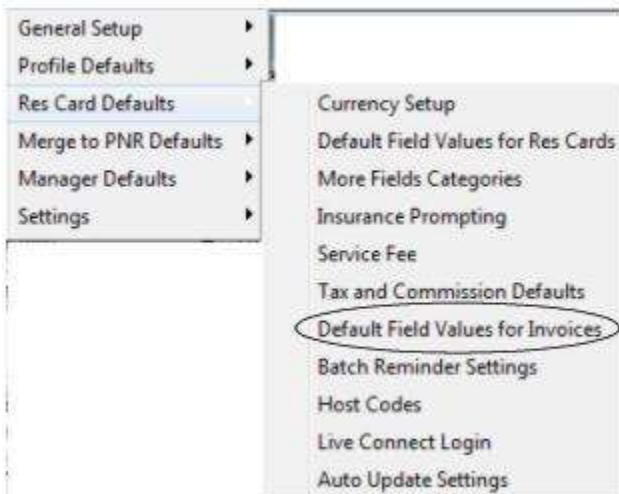 General Setup
Profile Defaults
Res Card Defaults
Merge to PNR Defaults
Manager Defaults
Settings
Currency Setup
Default Field Values for Res Cards
More Fields Categories
Insurance Prompting
Service Fee
Tax and Commission Defaults
Default Field Values for Invoices
Batch Reminder Settings
Host Codes
Live Connect Login
Auto Update Settings